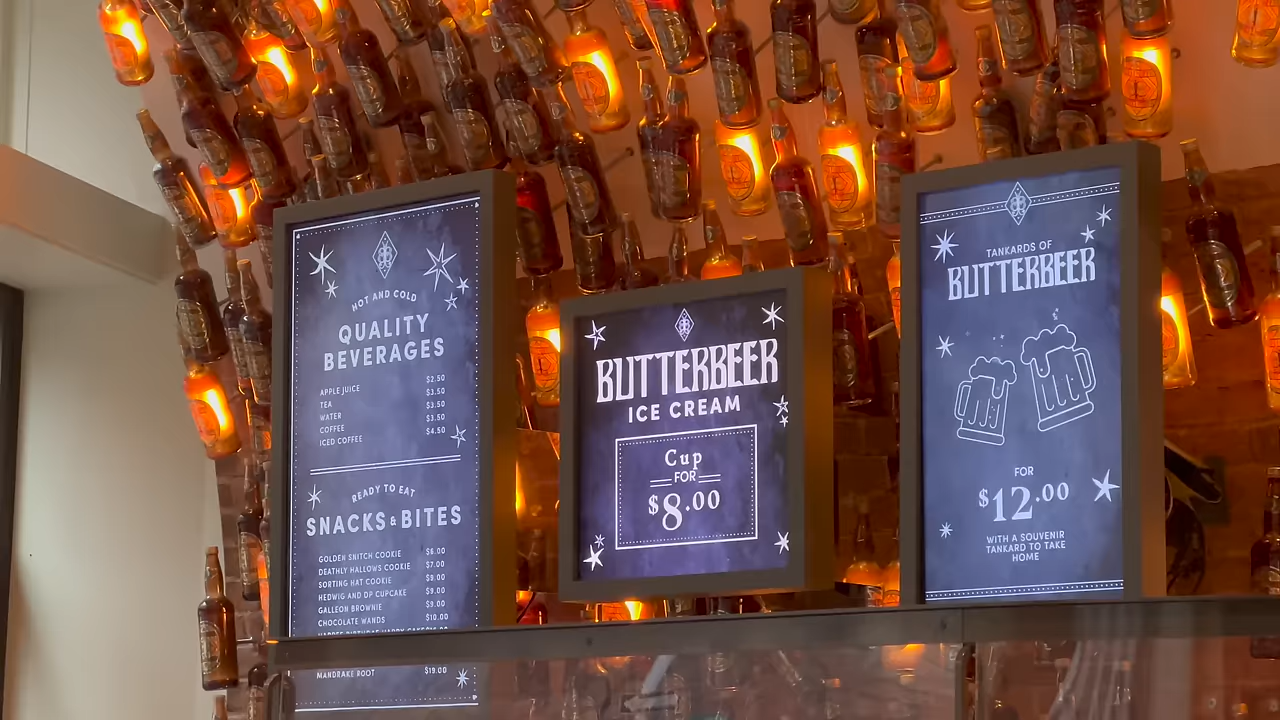 HOT AND COLD
QUALITY
BEVERAGES
APPLE JUICE $2.50
TEA $3.50
WATER $3.50
COFFEE $3.50
ICED COFFEE $4.50
READY TO EAT
SNACKS & BITES
GOLDEN SNITCH COOKIE $6.00
DEATHLY HALLOWS COOKIE $7.00
SORTING HAT COOKIE $9.00
HEDWIG AND DP CUPCAKE $9.00
GALLEON BROWNIE $9.00
CHOCOLATE WANDS $10.00
MANDRAKE ROOT $19.00
BUTTERBEER
ICE CREAM
Cup
FOR
$8.00
TANKARDS OF
BUTTERBEER
FOR
$12.00
WITH A SOUVENIR
TANKARD TO TAKE
HOME